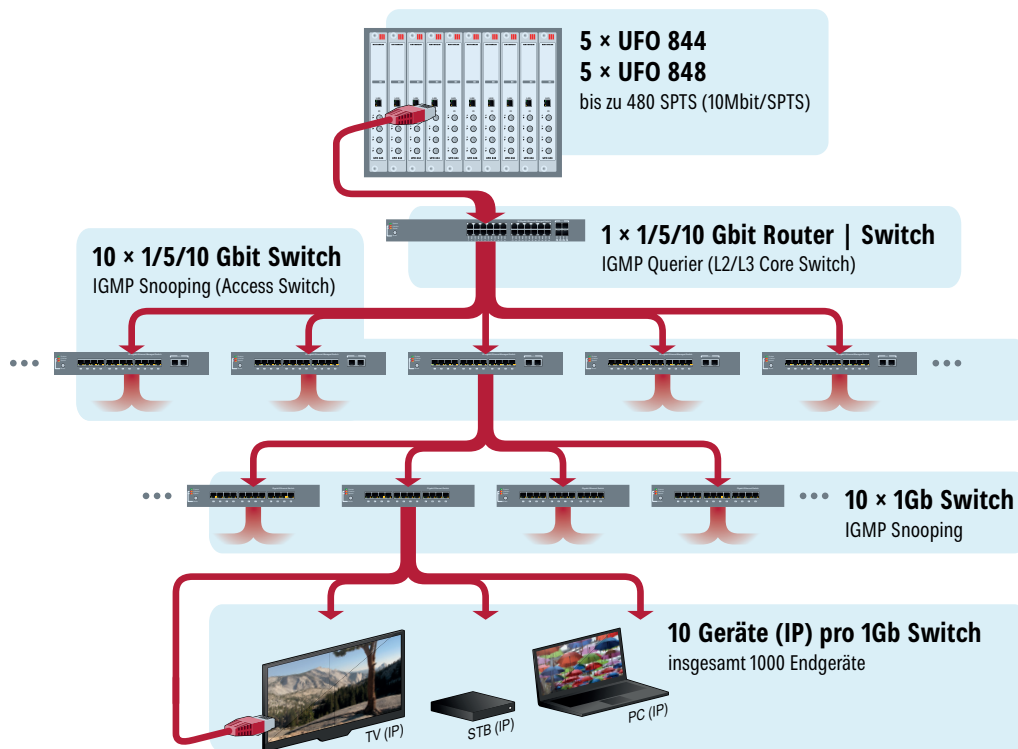 5 × UFO 844
5 × UFO 848
bis zu 480 SPTS (10Mbit/SPTS)
1 × 1/5/10 Gbit Router | Switch
IGMP Querier (L2/L3 Core Switch)
10 × 1/5/10 Gbit Switch
IGMP Snooping (Access Switch)
10 × 1Gb Switch
IGMP Snooping
10 Geräte (IP) pro 1Gb Switch
insgesamt 1000 Endgeräte
TV (IP)
STB (IP)
PC (IP)